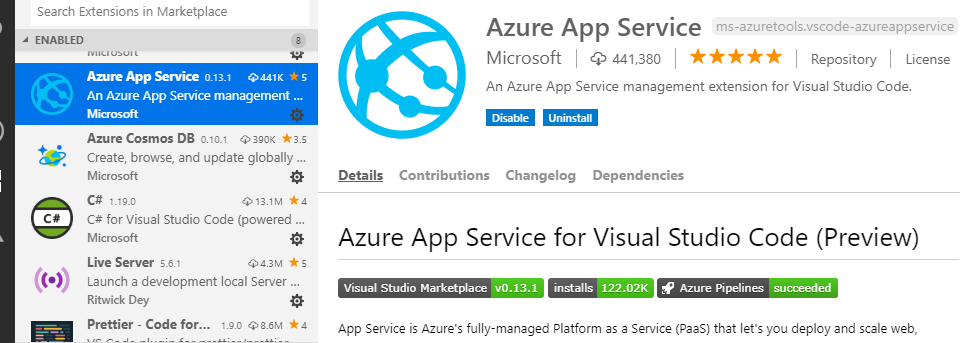 Search Extensions in Marketplace
ENABLED 8
Microsoft
Azure App Service 0.13.1 441K 5
An Azure App Service management ...
Microsoft
Azure Cosmos DB 0.10.1 390K 3.5
Create, browse, and update globally ...
Microsoft
C# 1.19.0 13.1M 4
C# for Visual Studio Code (powered ...
Microsoft
Live Server 5.6.1 4.3M 5
Launch a development local Server ...
Ritwick Dey
Prettier - Code for... 1.9.0 8.6M 4
VS Code plugin for prettier/prettier
C#
Azure App Service ms-azuretools.vscode-azureappservice
Microsoft 441,380 Repository License
An Azure App Service management extension for Visual Studio Code.
Disable Uninstall
Details Contributions Changelog Dependencies
Azure App Service for Visual Studio Code (Preview)
Visual Studio Marketplace v0.13.1 installs 122.02K Azure Pipelines succeeded
App Service is Azure's fully-managed Platform as a Service (PaaS) that let's you deploy and scale web,